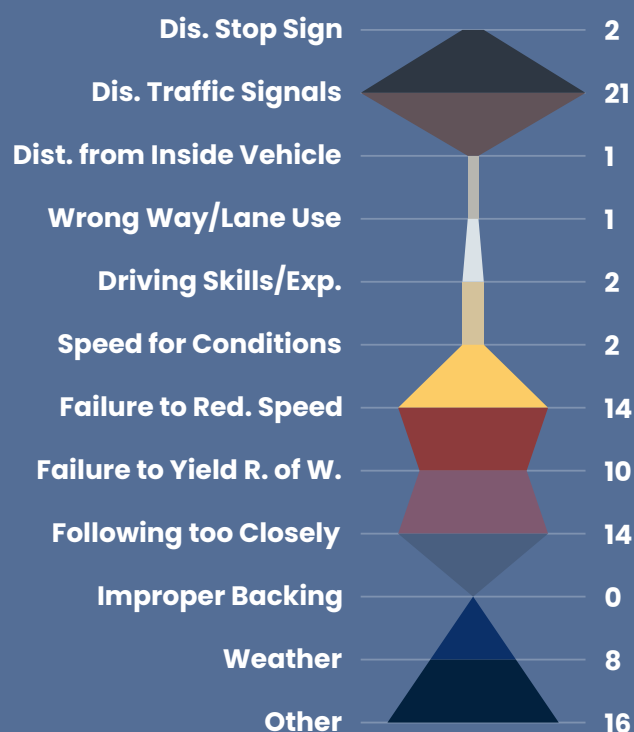 Dis. Stop Sign 2
Dis. Traffic Signals 21
Dist. from Inside Vehicle 1
Wrong Way/Lane Use 1
Driving Skills/Exp. 2
Speed for Conditions 2
Failure to Red. Speed 14
Failure to Yield R. of W. 10
Following too Closely 14
Improper Backing 0
Weather 8
Other 16